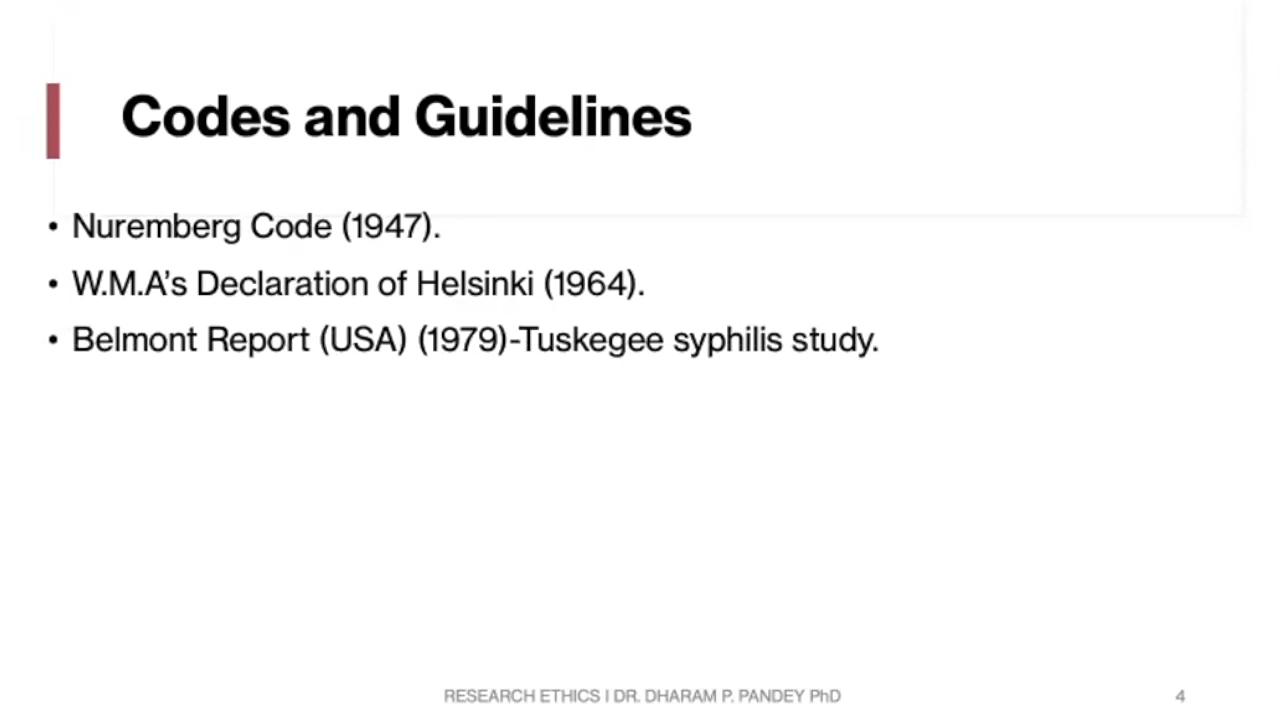 Codes and Guidelines
• Nuremberg Code (1947).
• W.M.A’s Declaration of Helsinki (1964).
• Belmont Report (USA) (1979)-Tuskegee syphilis study.
RESEARCH ETHICS I DR. DHARAM P. PANDEY PhD
4